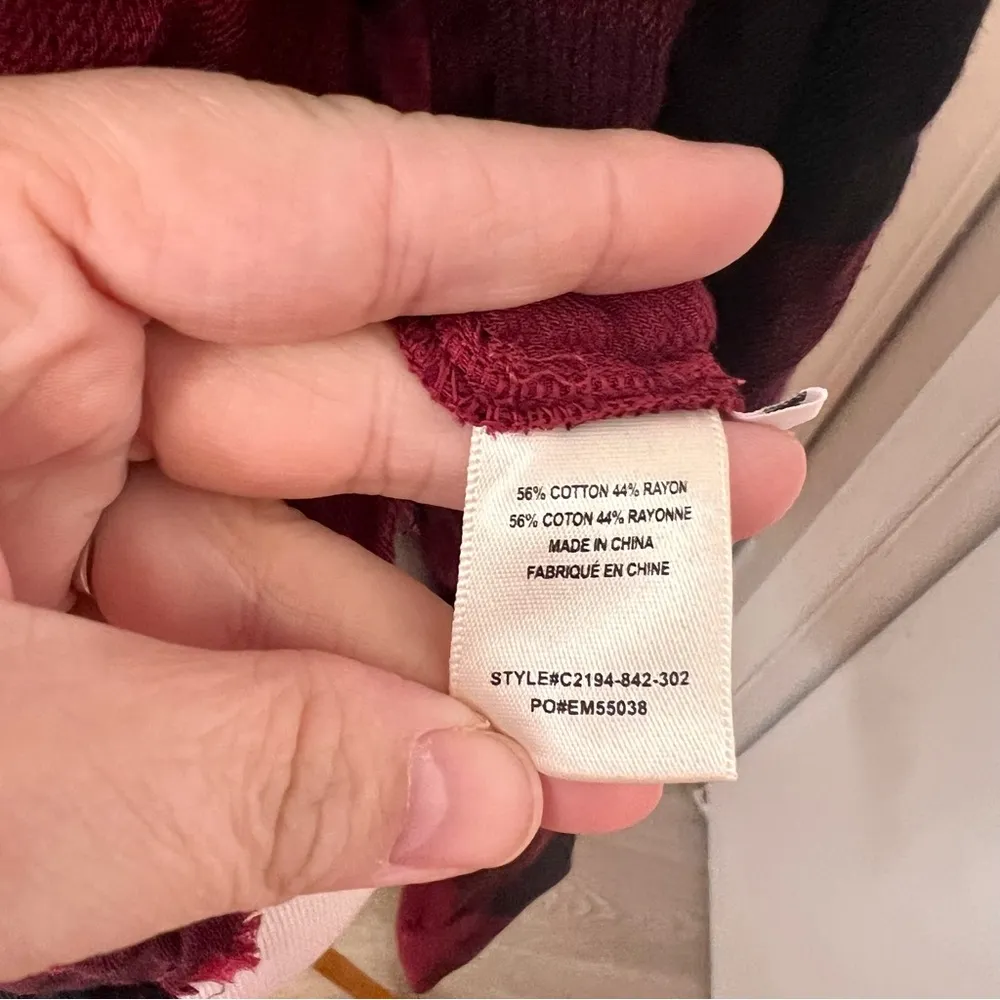 56% COTTON 44% RAYON
56% COTON 44% RAYONNE
MADE IN CHINA
FABRIQUÉ EN CHINE
STYLE#C2194-842-302
PO#EM55038